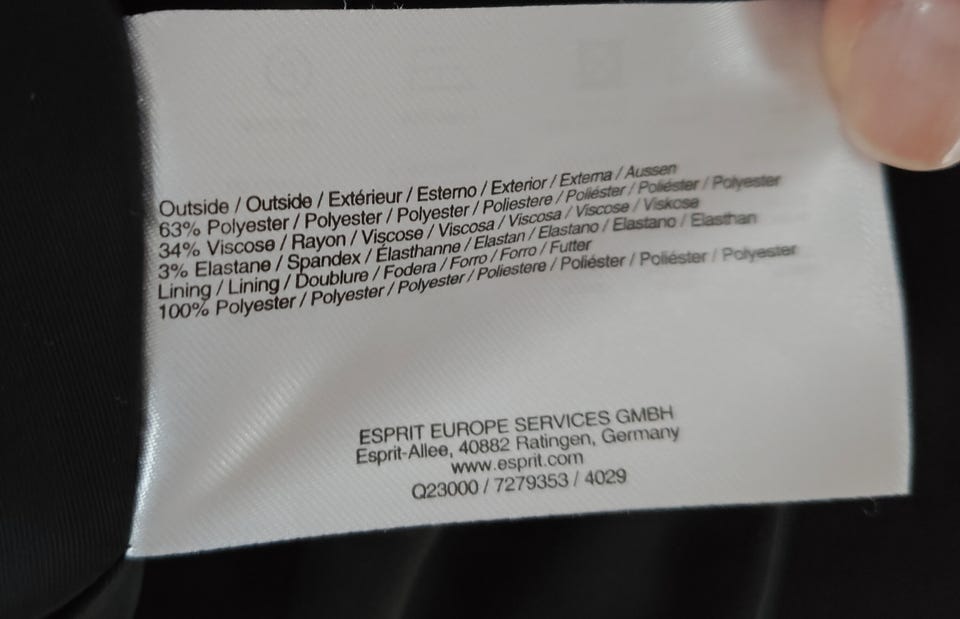 Outside / Outside / Extérieur / Esterno / Exterior / Externa / Aussen
63% Polyester / Polyester / Polyester / Poliestere / Poliéster / Poliéster / Polyester
34% Viscose / Rayon / Viscose / Viscosa / Viscosa / Viscose / Viskose
3% Elastane / Spandex / Élasthanne / Elastan / Elastano / Elastano / Elasthan
Lining / Lining / Doublure / Fodera / Forro / Forro / Futter
100% Polyester / Polyester / Polyester / Poliestere / Poliéster / Poliéster / Polyester
ESPRIT EUROPE SERVICES GMBH
Esprit-Allee, 40882 Ratingen, Germany
www.esprit.com
Q23000 / 7279353 / 4029